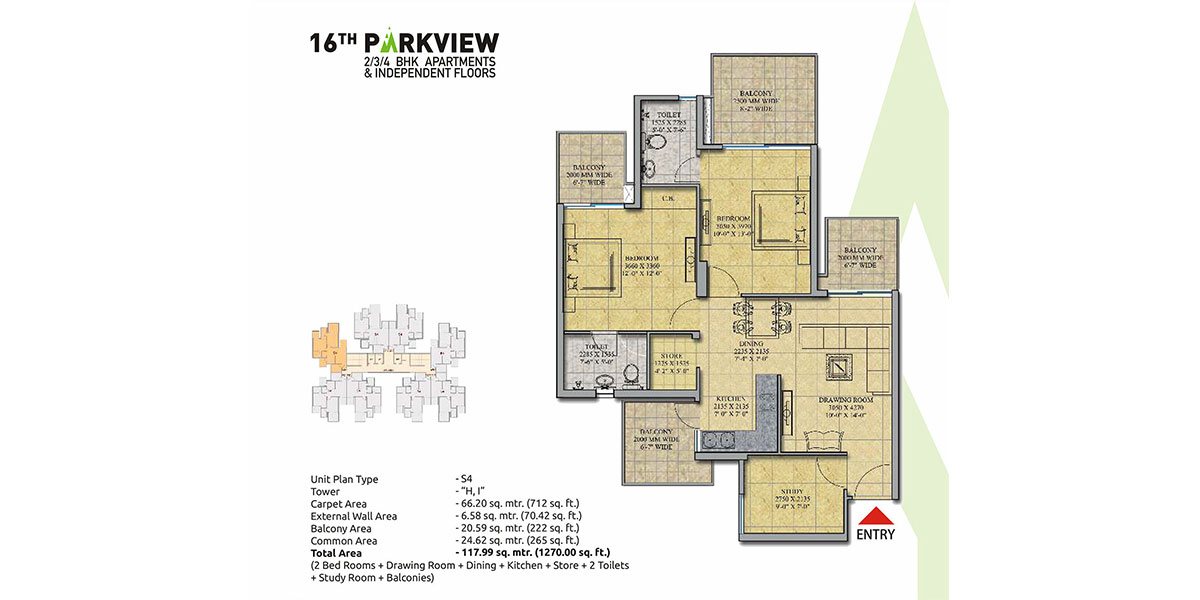 16TH PARKVIEW
2/3/4 BHK APARTMENTS
& INDEPENDENT FLOORS
BALCONY
2500 MM WIDE
8'-2" WIDE
TOILET
1525 X 2285
5'-0" X 7'-6"
BALCONY
2000 MM WIDE
6'-7" WIDE
C.B.
BEDROOM
3050 X 3970
10'-0" X 13'-0"
BEDROOM
3660 X 3660
12'-0" X 12'-0"
BALCONY
2000 MM WIDE
6'-7" WIDE
TOILET
2285 X 1535
7'-6" X 5'-0"
STORE
1275 X 1525
4'2" X 5'0"
DINING
2235 X 2135
7'-4" X 7'-0"
KITCHEN
2135 X 2135
7'0" X 7'0"
DRAWING ROOM
3050 X 4270
10'-0" X 14'-0"
BALCONY
2000 MM WIDE
6'-7" WIDE
STUDY
2750 X 2135
9'-0" X 7'-0"
ENTRY
Unit Plan Type - S4
Tower - "H, I"
Carpet Area - 66.20 sq. mtr. (712 sq. ft.)
External Wall Area - 6.58 sq. mtr. (70.42 sq. ft.)
Balcony Area - 20.59 sq. mtr. (222 sq. ft.)
Common Area - 24.62 sq. mtr. (265 sq. ft.)
Total Area - 117.99 sq. mtr. (1270.00 sq. ft.)
(2 Bed Rooms + Drawing Room + Dining + Kitchen + Store + 2 Toilets
+ Study Room + Balconies)